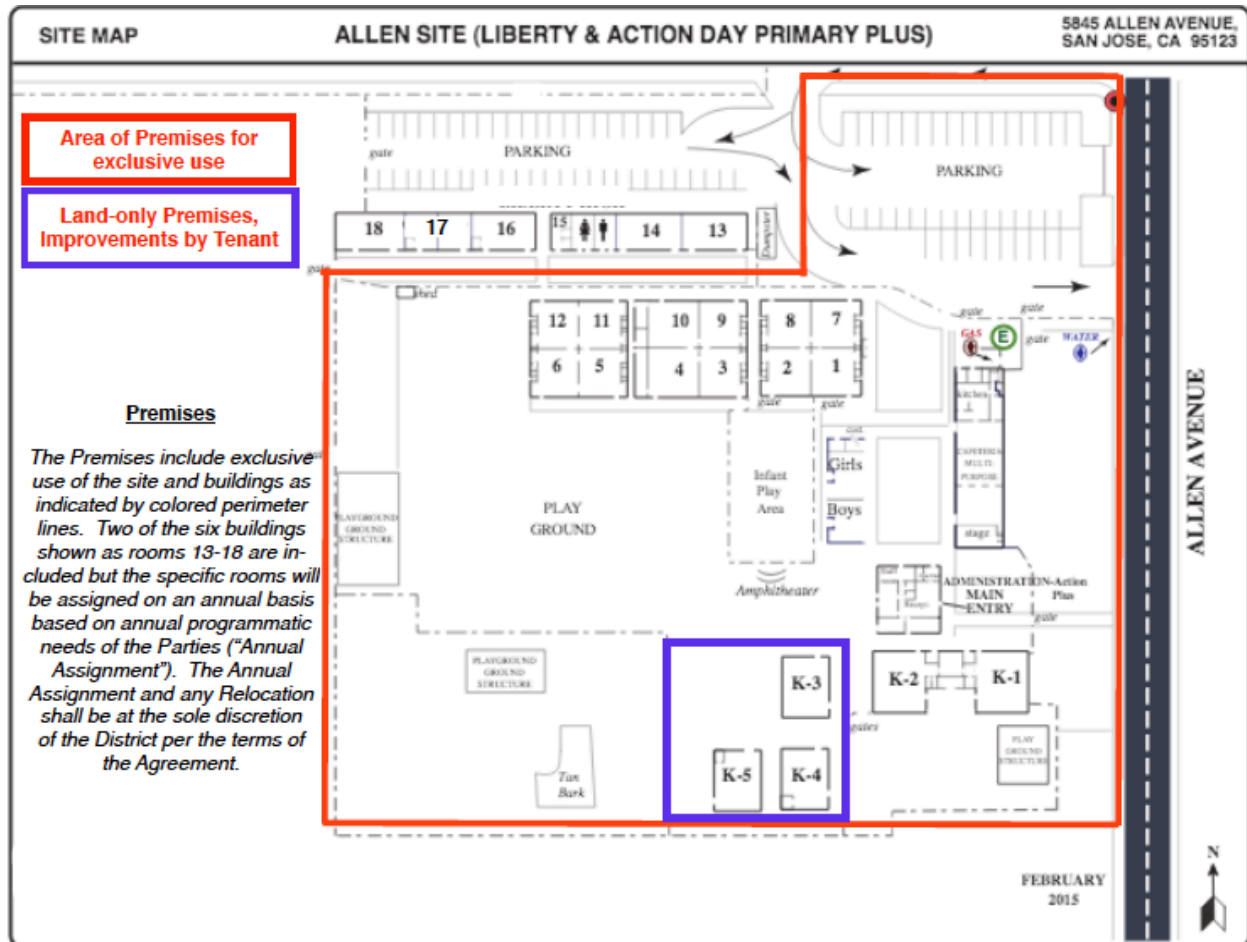 SITE MAP
ALLEN SITE (LIBERTY & ACTION DAY PRIMARY PLUS)
5845 ALLEN AVENUE,
SAN JOSE, CA 95123
Area of Premises for
exclusive use
Land-only Premises,
Improvements by Tenant
gate
PARKING
PARKING
18
17
16
15
14
13
Dumpster
gate
shed
12
11
10
9
8
7
6
5
4
3
2
1
gate
gate
gate
gate
gate
GAS
E
WATER
kitchen
CAFETERIA
MULTI-
PURPOSE
stage
Girls
Boys
Infant
Play
Area
PLAY
GROUND
Amphitheater
PLAYGROUND
GROUND
STRUCTURE
ADMINISTRATION-Action
Plus
MAIN
ENTRY
gate
PLAYGROUND
GROUND
STRUCTURE
K-3
K-2
K-1
gates
K-5
K-4
Tan
Bark
PLAY
GROUND
STRUCTURE
ALLEN AVENUE
Premises
The Premises include exclusive
use of the site and buildings as
indicated by colored perimeter
lines. Two of the six buildings
shown as rooms 13-18 are in-
cluded but the specific rooms will
be assigned on an annual basis
based on annual programmatic
needs of the Parties (“Annual
Assignment”). The Annual
Assignment and any Relocation
shall be at the sole discretion
of the District per the terms of
the Agreement.
FEBRUARY
2015
N